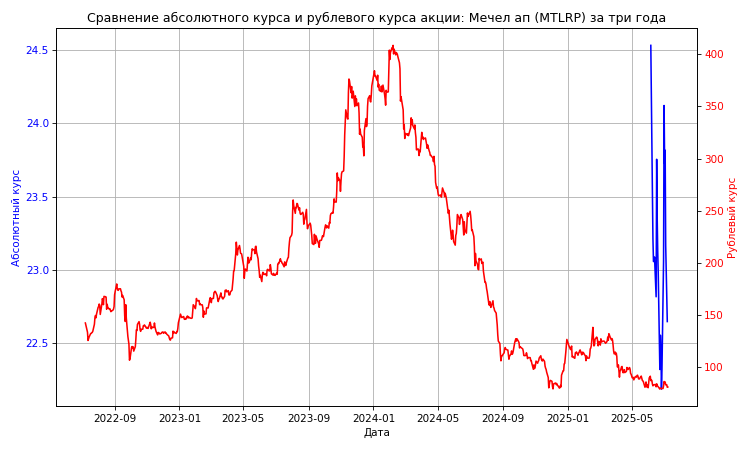 Сравнение абсолютного курса и рублевого курса акции: Мечел ап (MTLRP) за три года
24.5
24.0
23.5
23.0
22.5
Абсолютный курс
400
350
300
250
200
150
100
Рублевый курс
2022-09 2023-01 2023-05 2023-09 2024-01 2024-05 2024-09 2025-01 2025-05
Дата